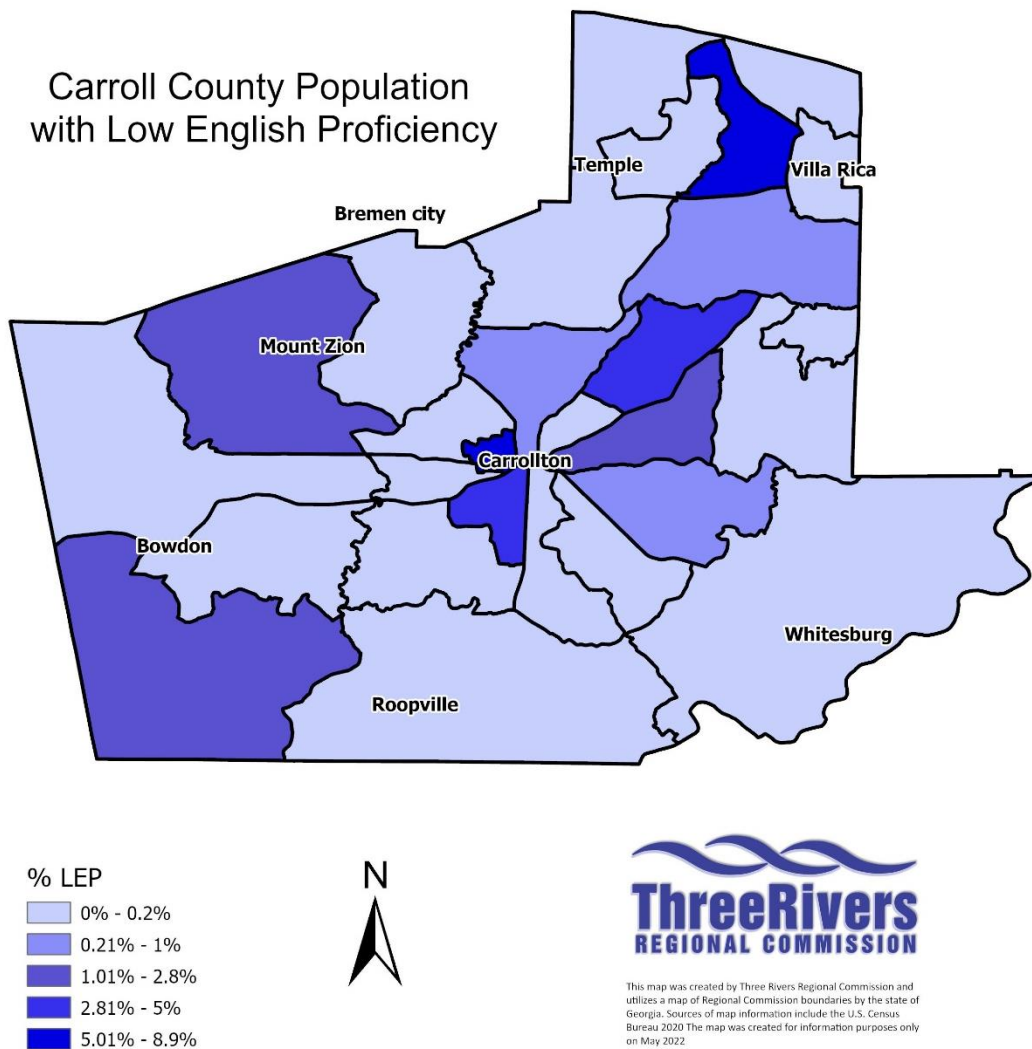 Carroll County Population
with Low English Proficiency
Temple
Villa Rica
Bremen city
Mount Zion
Carrollton
Bowdon
Whitesburg
Roopville
% LEP
0% - 0.2%
0.21% - 1%
1.01% - 2.8%
2.81% - 5%
5.01% - 8.9%
N
ThreeRivers
REGIONAL COMMISSION
This map was created by Three Rivers Regional Commission and
utilizes a map of Regional Commission boundaries by the state of
Georgia. Sources of map information include the U.S. Census
Bureau 2020 The map was created for information purposes only
on May 2022